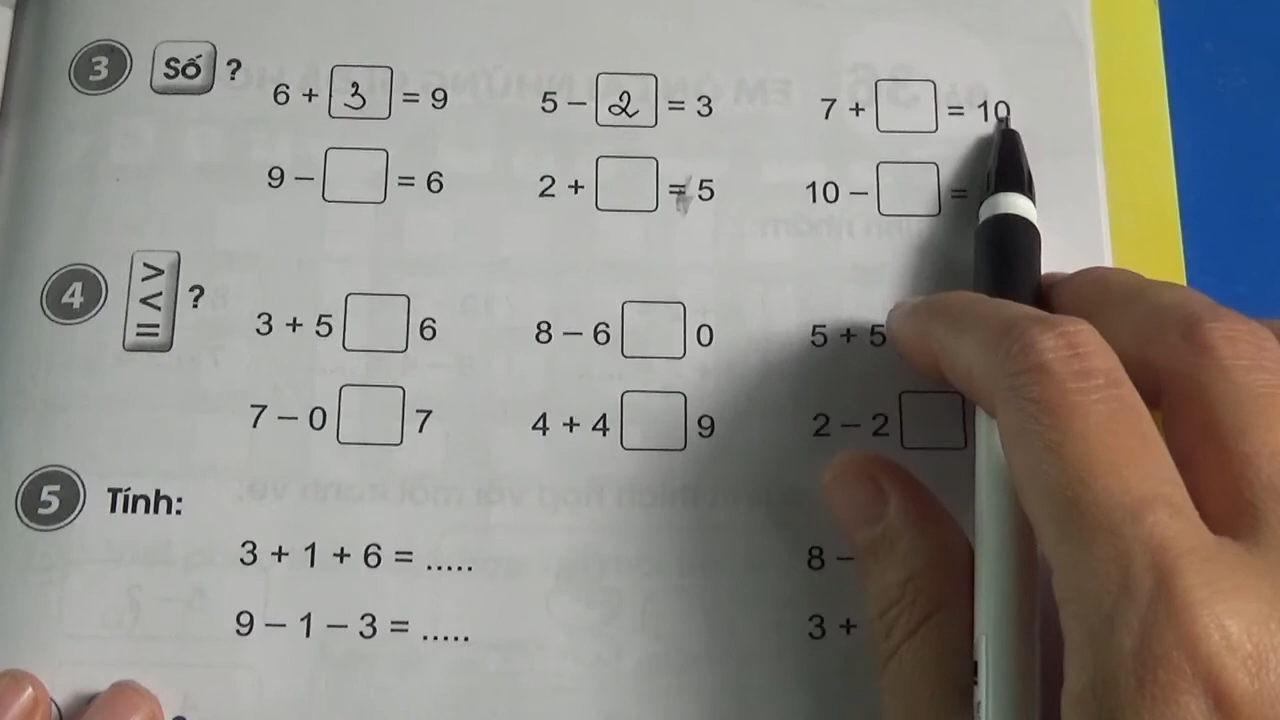 3 Số ?
6 + 3 = 9 5 – 2 = 3 7 + = 10
9 – = 6 2 + = 5 10 – =
4 > < = ?
3 + 5 6 8 – 6 0 5 + 5
7 – 0 7 4 + 4 9 2 – 2
5 Tính:
3 + 1 + 6 = ..... 8 –
9 – 1 – 3 = ..... 3 +